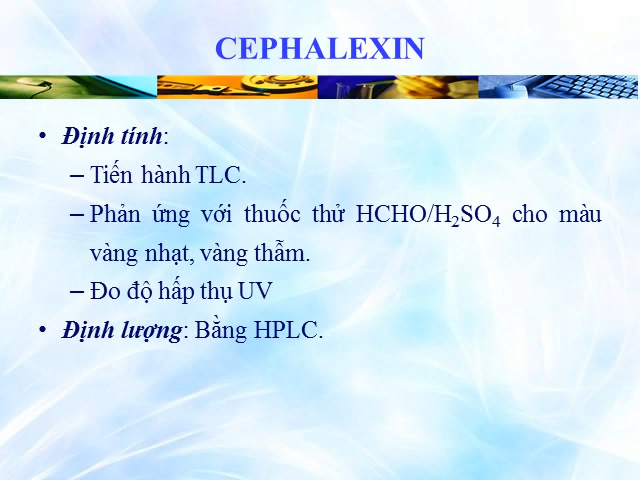 CEPHALEXIN
• Định tính:
– Tiến hành TLC.
– Phản ứng với thuốc thử HCHO/H₂SO₄ cho màu
vàng nhạt, vàng thẫm.
– Đo độ hấp thụ UV
• Định lượng: Bằng HPLC.